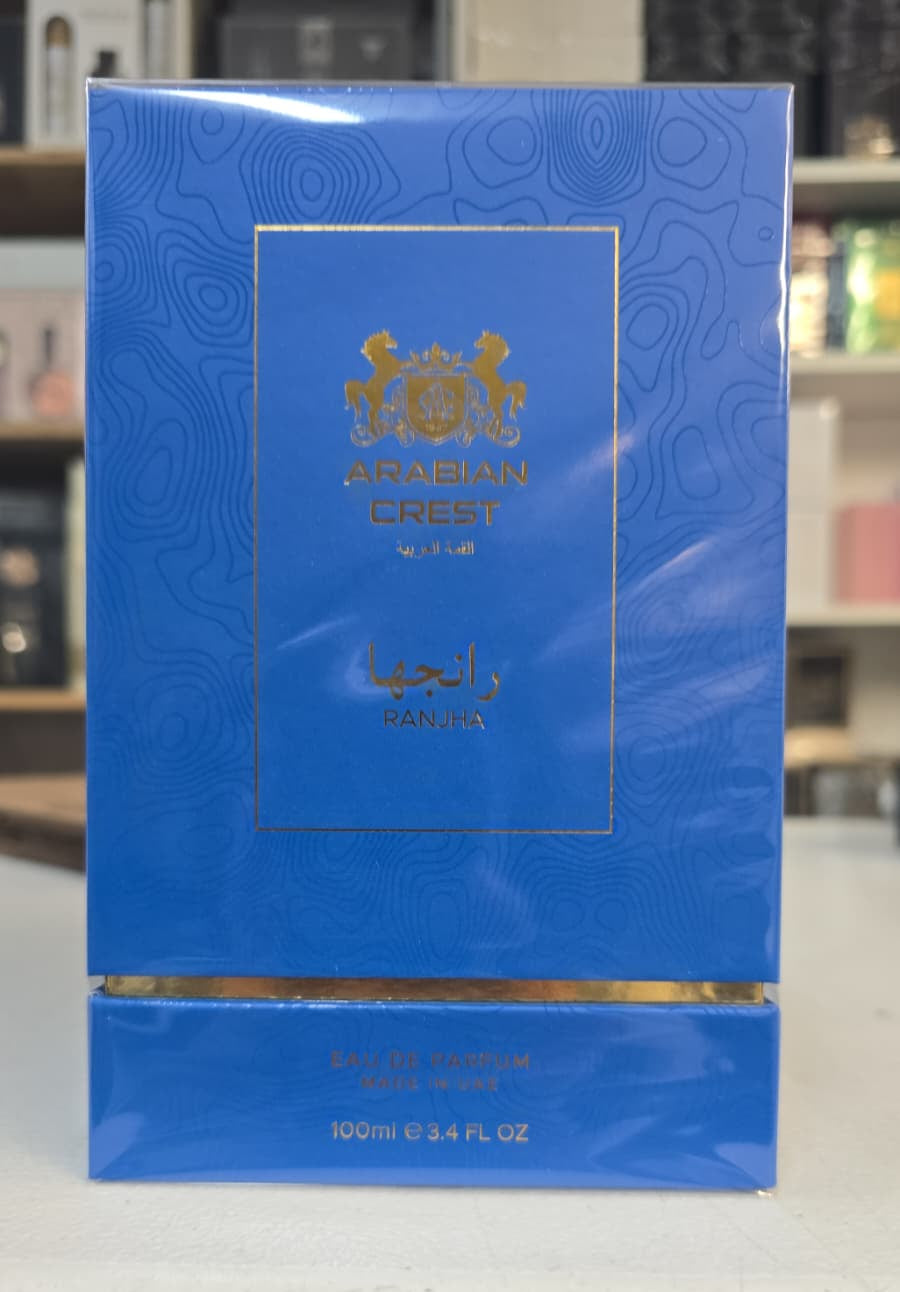 ARABIAN
CREST
القمة العربية
رانجها
RANJHA
EAU DE PARFUM
MADE IN UAE
100ml ℮ 3.4 FL OZ